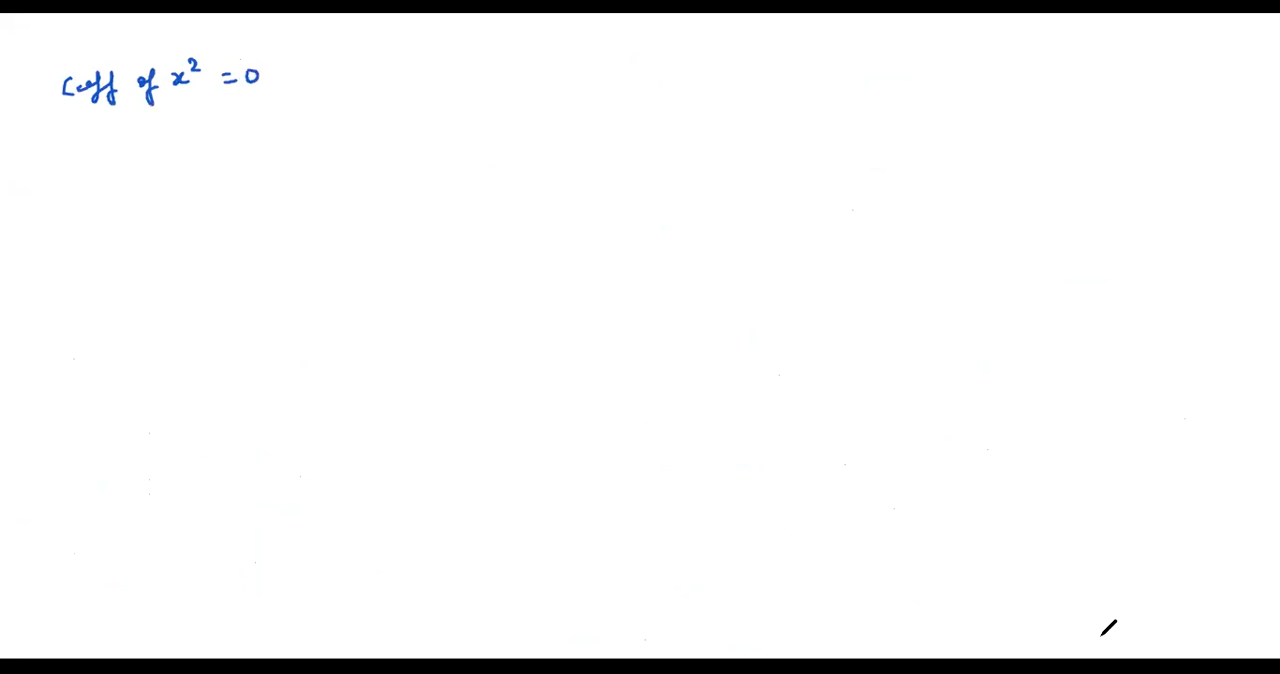 Coeff of x² = 0